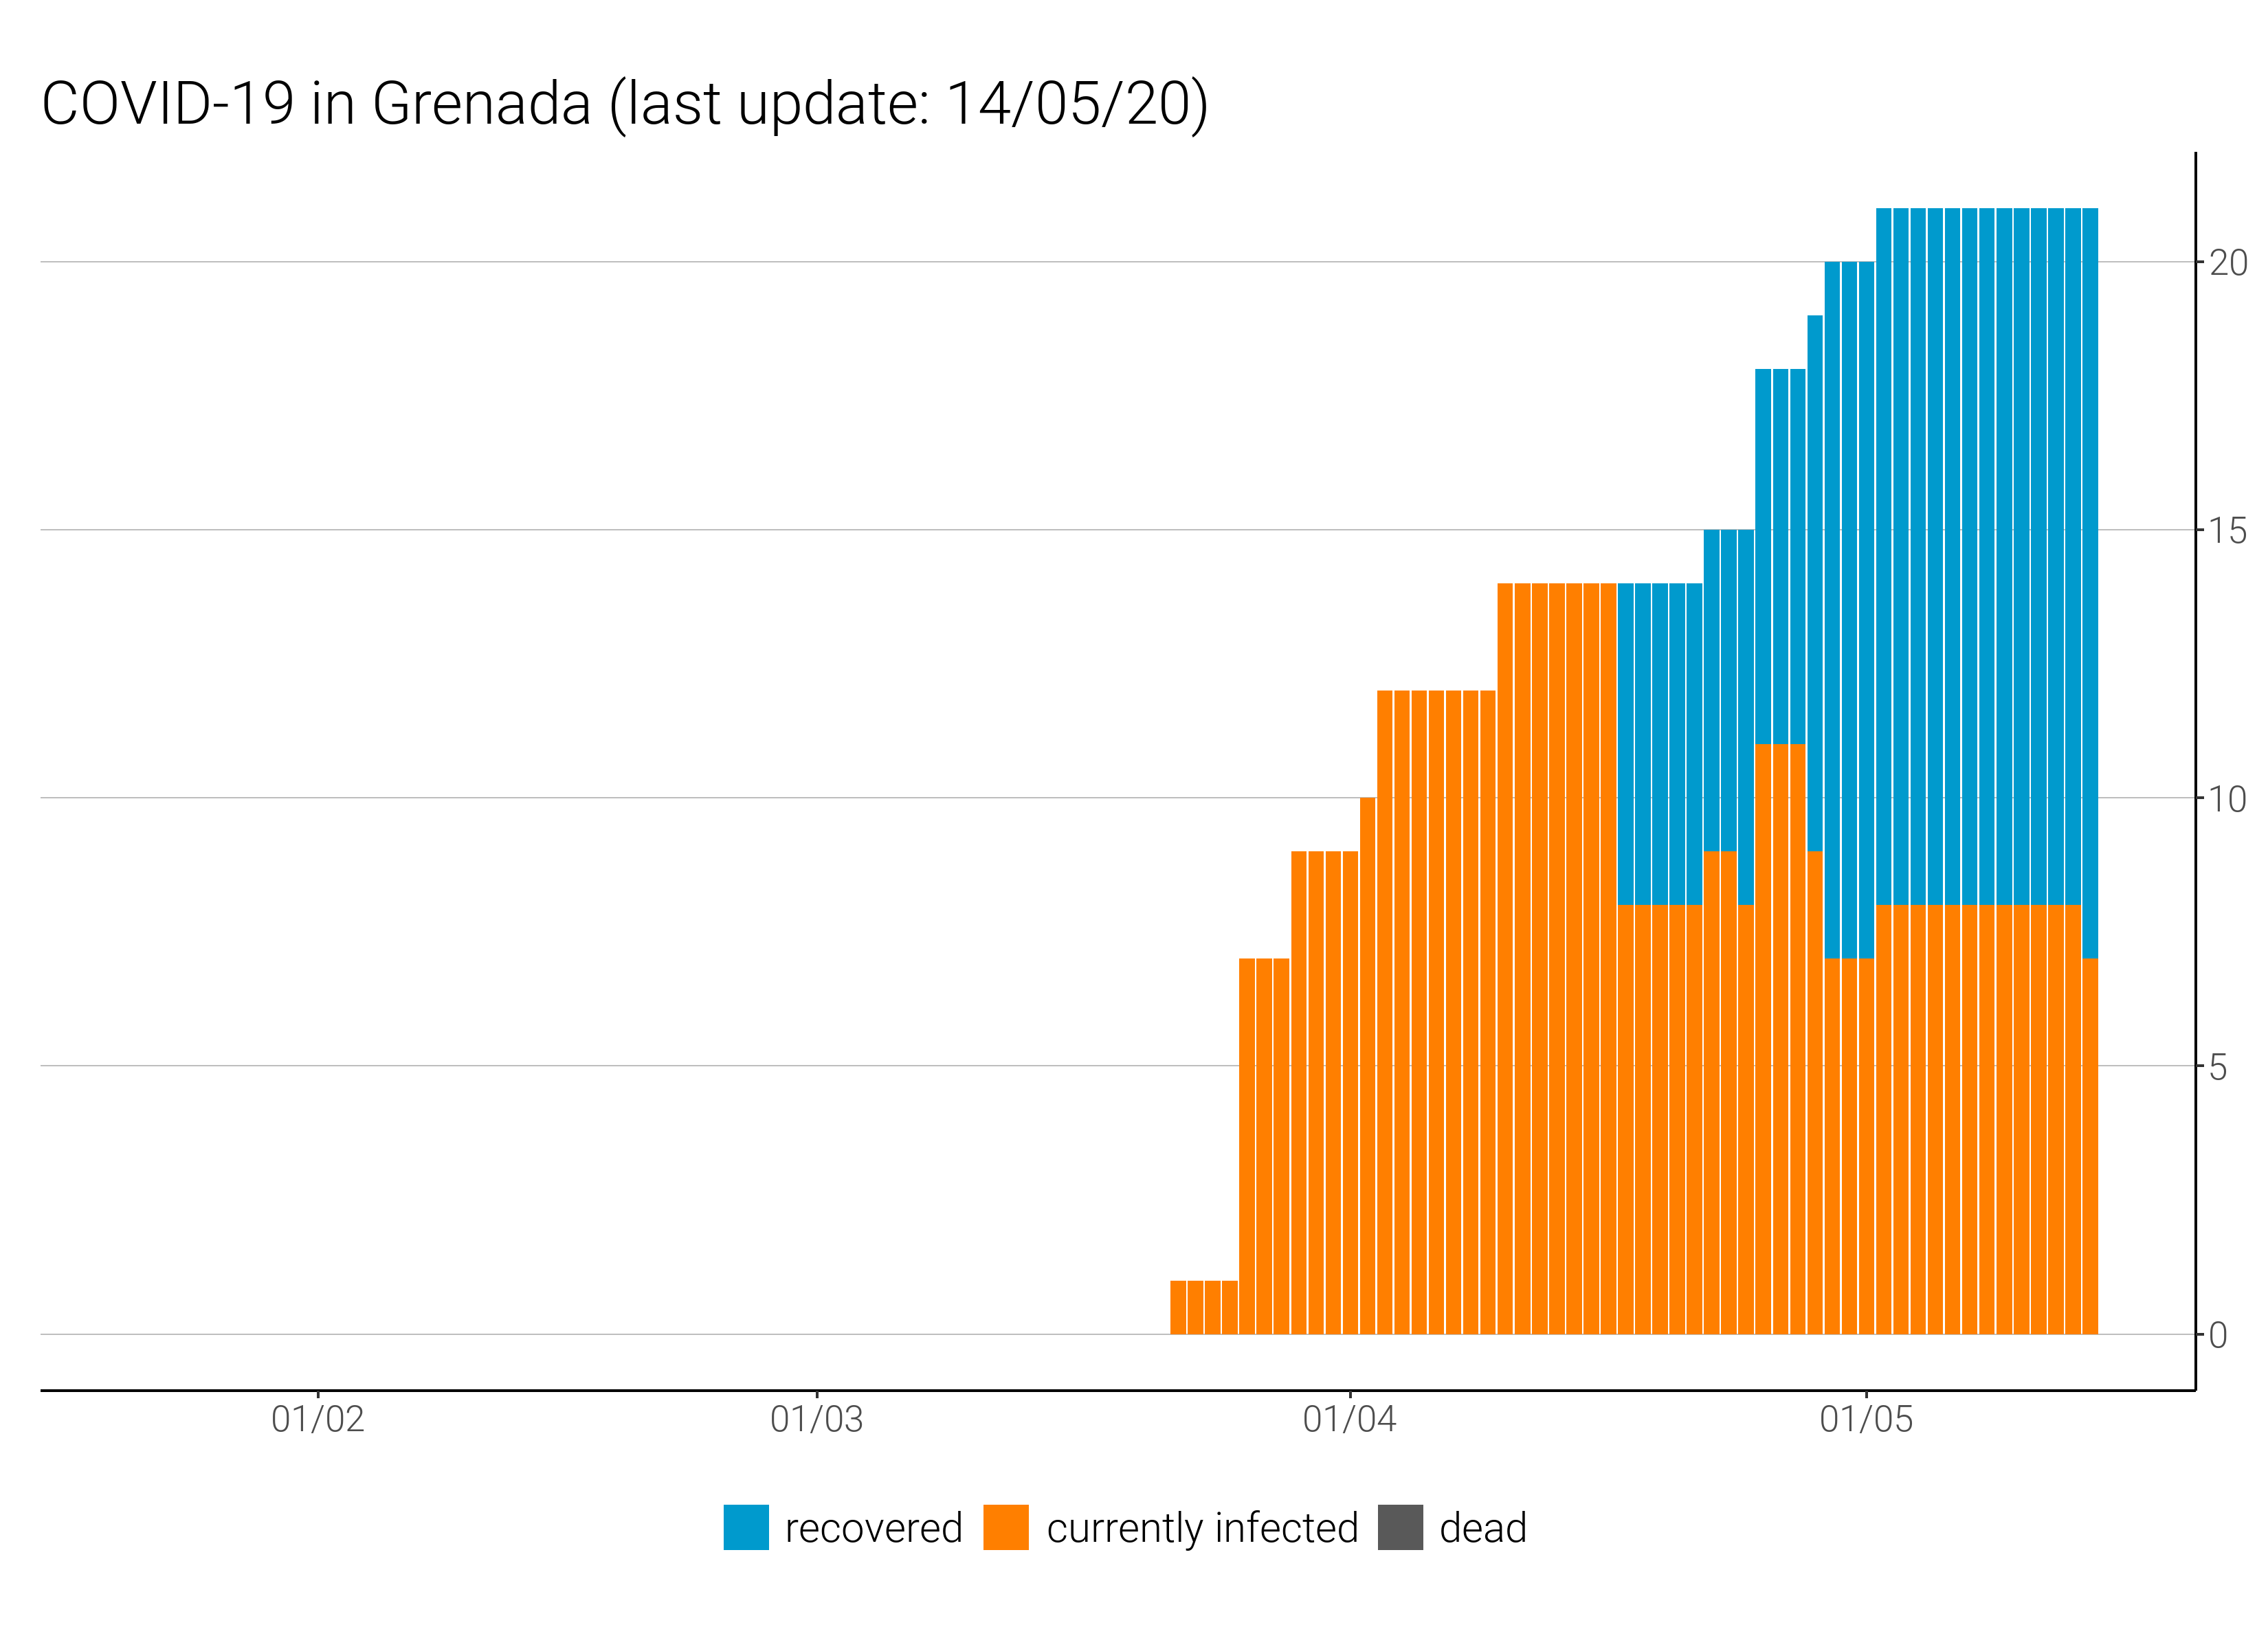 COVID-19 in Grenada (last update: 14/05/20)
20
15
10
5
0
01/02 01/03 01/04 01/05
recovered currently infected dead